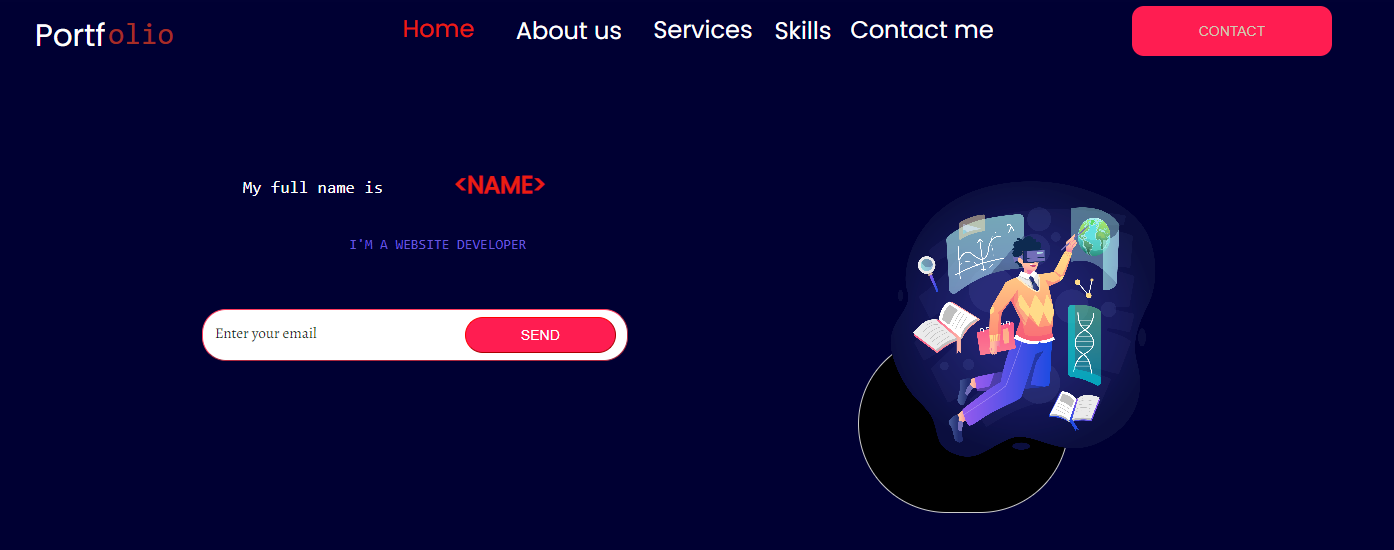 Portfolio Home About us Services Skills Contact me CONTACT
My full name is <NAME>
I'M A WEBSITE DEVELOPER
Enter your email SEND